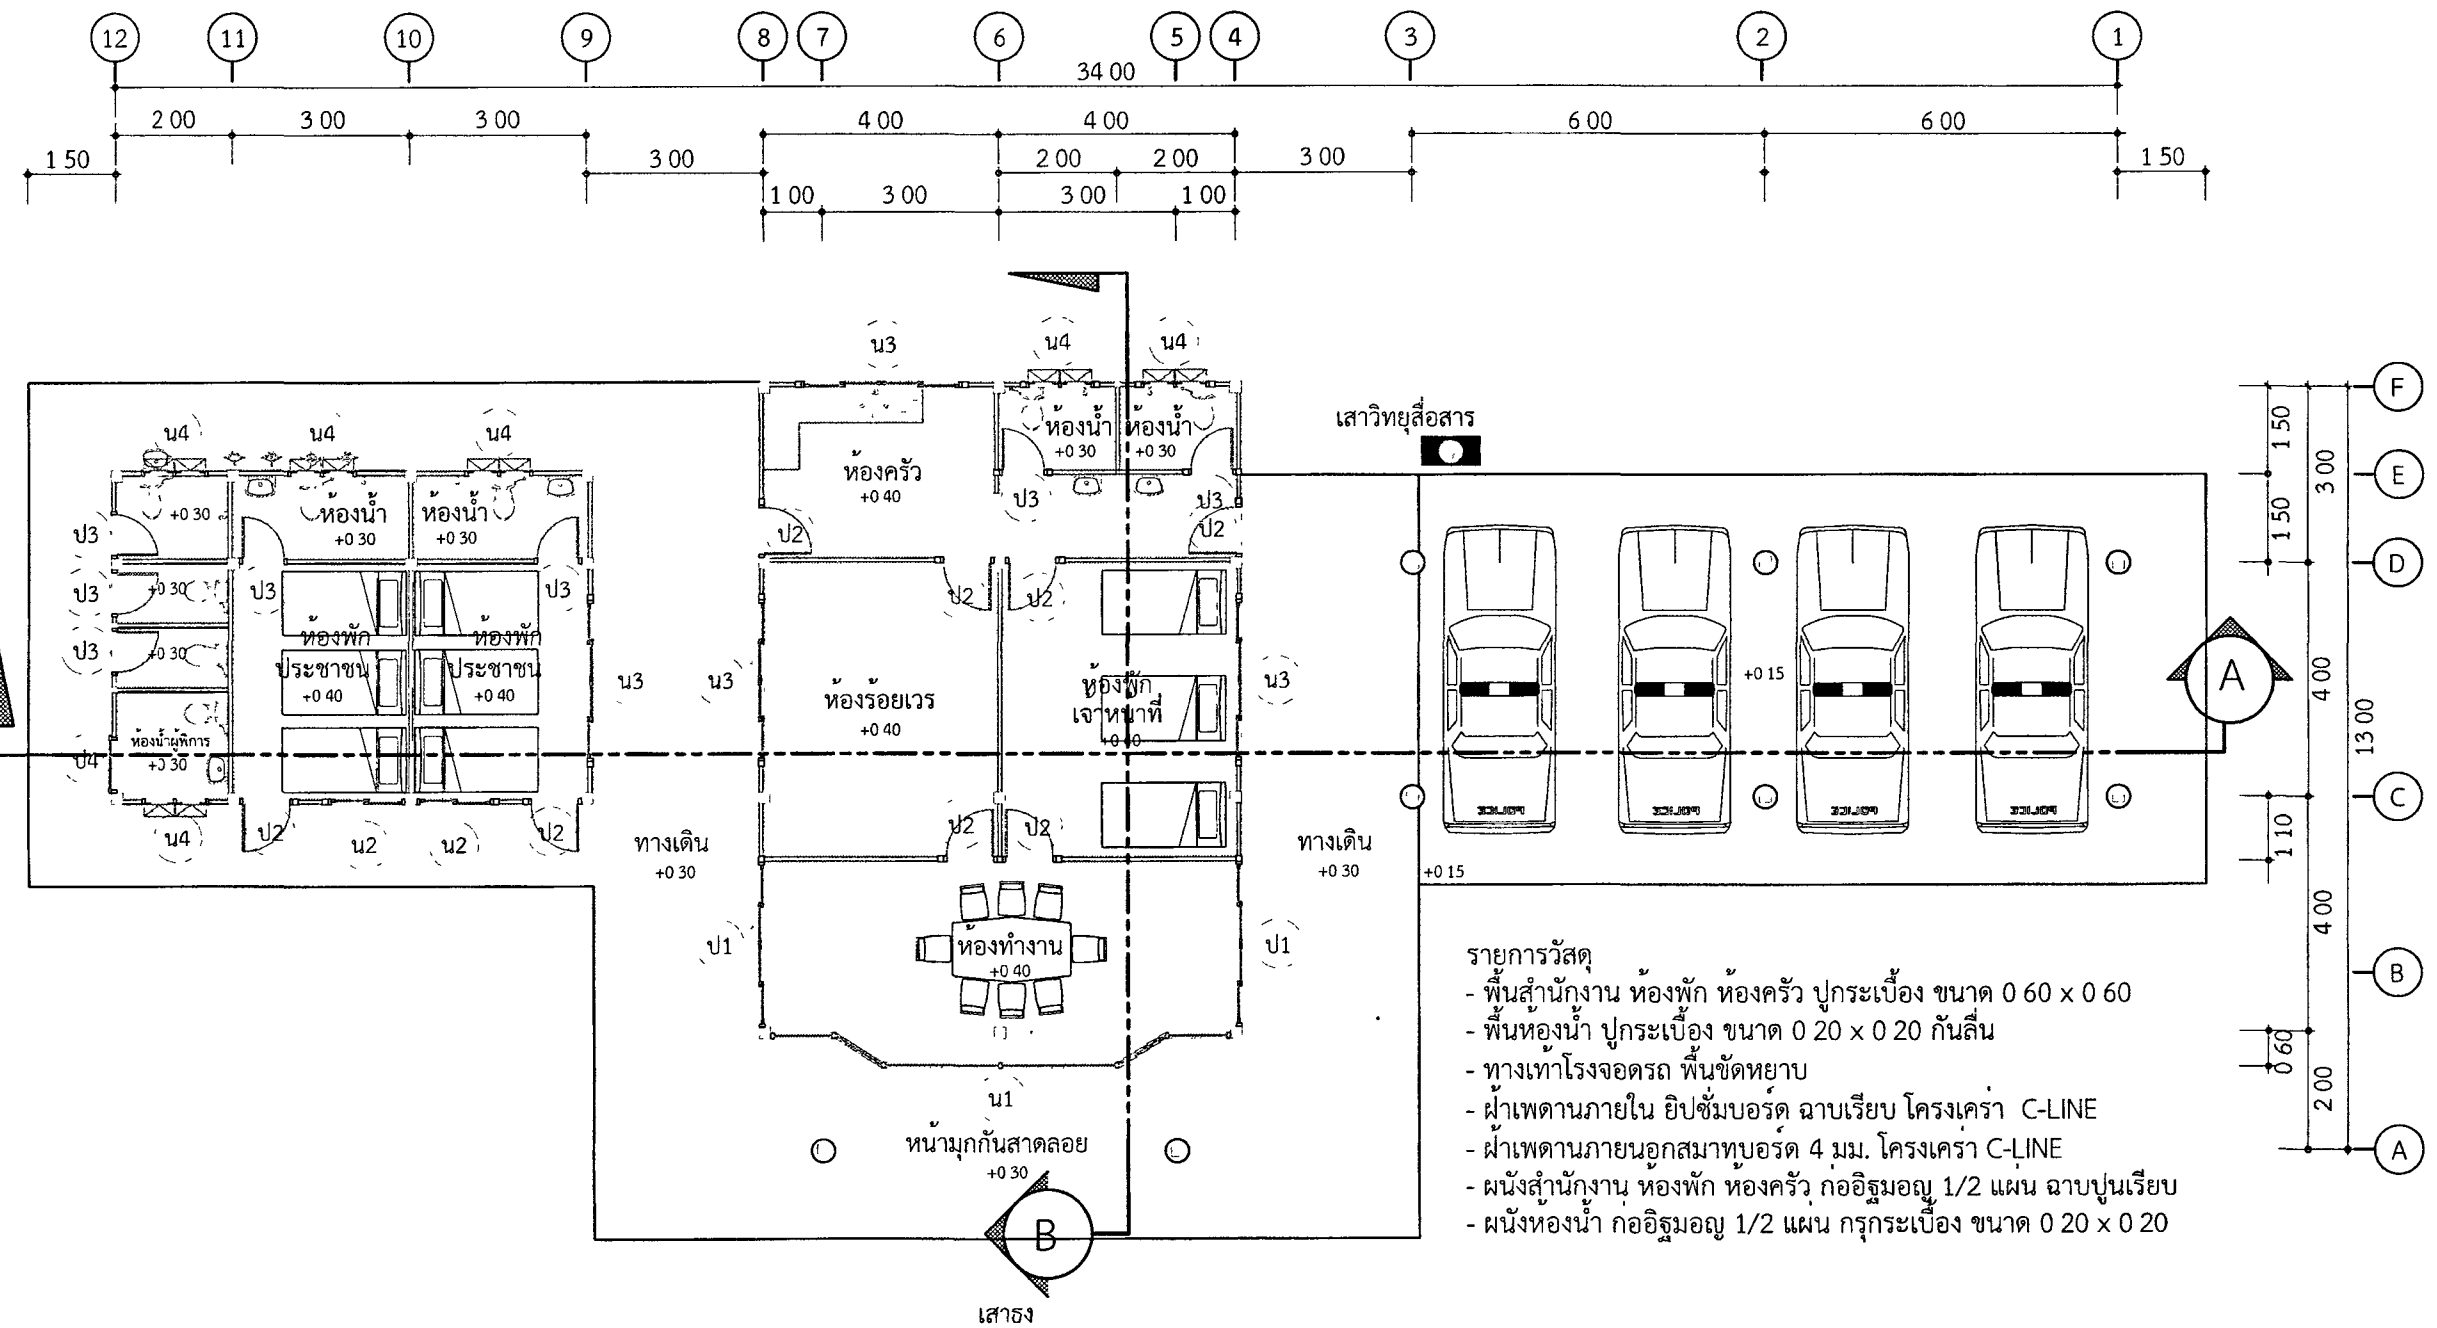 12 11 10 9 8 7 6 5 4 3 2 1
34 00
2 00 3 00 3 00 4 00 4 00 6 00 6 00
1 50 3 00 2 00 2 00 3 00 1 50
1 00 3 00 3 00 1 00
น3 น4 น4
F
เสาวิทยุสื่อสาร
1 50
น4 น4 น4
ห้องน้ำ ห้องน้ำ
+0 30 +0 30
ห้องครัว
+0 40
E
3 00
ป3 ป3
+0 30
ห้องน้ำ ห้องน้ำ
+0 30 +0 30
ป3 ป2 ป2
1 50
D
ป3 +0 30 ป3 ป3 ป2 ป2
ป3 +0 30
ห้องพัก ห้องพัก
ประชาชน ประชาชน
+0 40 +0 40
น3 น3
ห้องร้อยเวร
+0 40
ห้องพัก
เจ้าหน้าที่
+0 40
น3
+0 15
A
4 00
13 00
ห้องน้ำผู้พิการ
+0 30
ป4
C
POLICE POLICE POLICE POLICE
น4 ป2 น2 น2 ป2 ป2 ป2
1 10
ทางเดิน
+0 30
ทางเดิน
+0 30
+0 15
4 00
ป1
ห้องทำงาน
+0 40
ป1
B
รายการวัสดุ
- พื้นสำนักงาน ห้องพัก ห้องครัว ปูกระเบื้อง ขนาด 0 60 x 0 60
- พื้นห้องน้ำ ปูกระเบื้อง ขนาด 0 20 x 0 20 กันลื่น
- ทางเท้าโรงจอดรถ พื้นขัดหยาบ
- ฝ้าเพดานภายใน ยิปซั่มบอร์ด ฉาบเรียบ โครงเคร่า C-LINE
- ฝ้าเพดานภายนอกสมาทบอร์ด 4 มม. โครงเคร่า C-LINE
- ผนังสำนักงาน ห้องพัก ห้องครัว ก่ออิฐมอญ 1/2 แผ่น ฉาบปูนเรียบ
- ผนังห้องน้ำ ก่ออิฐมอญ 1/2 แผ่น กรุกระเบื้อง ขนาด 0 20 x 0 20
0 60
2 00
A
น1
หน้ามุกกันสาดลอย
+0 30
B
เสาธง